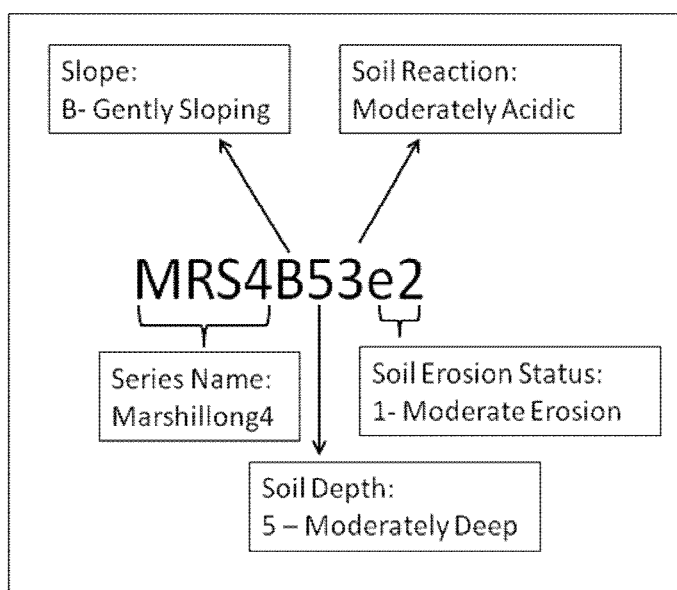 Slope:
B- Gently Sloping
Soil Reaction:
Moderately Acidic
MRS4B53e2
Series Name:
Marshillong4
Soil Erosion Status:
1- Moderate Erosion
Soil Depth:
5 – Moderately Deep